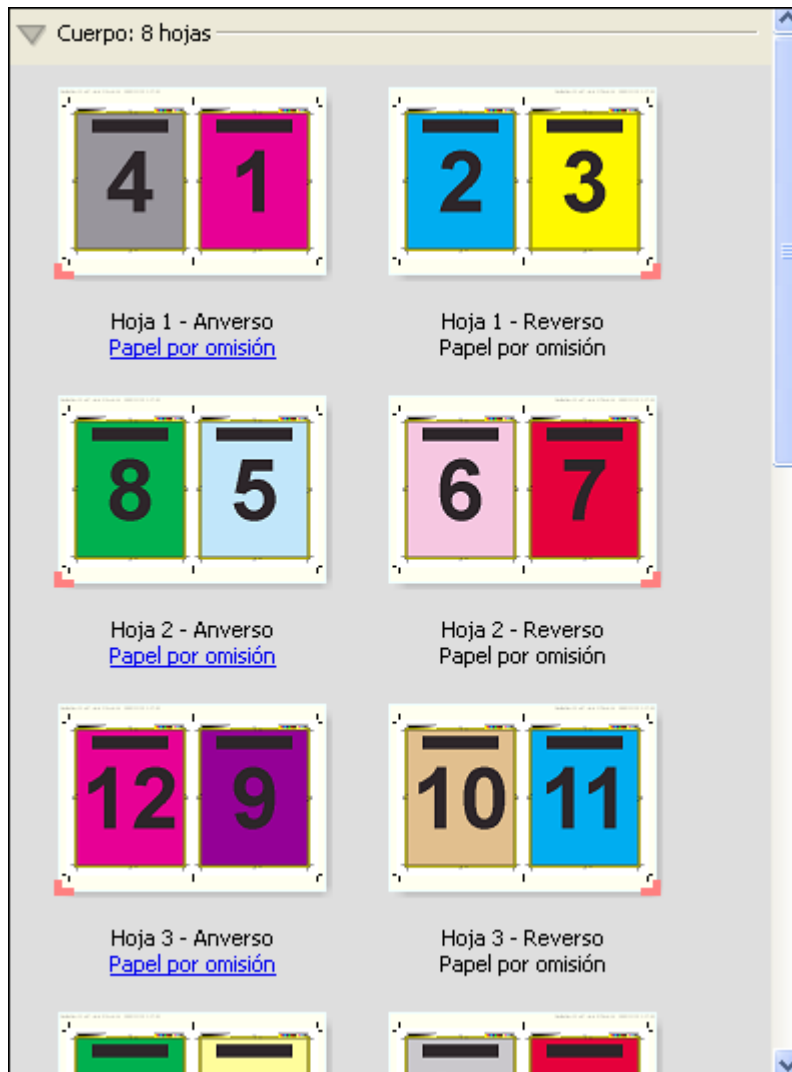 Cuerpo: 8 hojas
4 1
2 3
Hoja 1 - Anverso
Papel por omisión
Hoja 1 - Reverso
Papel por omisión
8 5
6 7
Hoja 2 - Anverso
Papel por omisión
Hoja 2 - Reverso
Papel por omisión
12 9
10 11
Hoja 3 - Anverso
Papel por omisión
Hoja 3 - Reverso
Papel por omisión